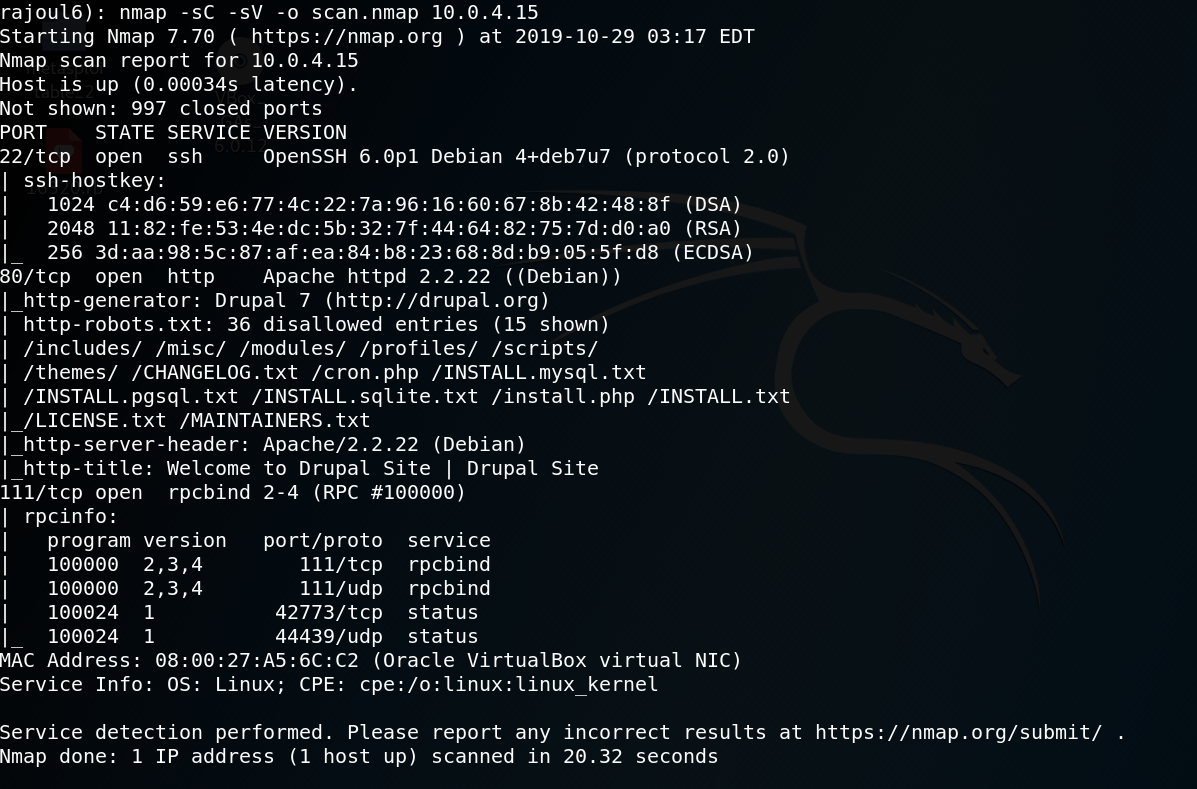 rajoul6): nmap -sC -sV -o scan.nmap 10.0.4.15
Starting Nmap 7.70 ( https://nmap.org ) at 2019-10-29 03:17 EDT
Nmap scan report for 10.0.4.15
Host is up (0.00034s latency).
Not shown: 997 closed ports
PORT    STATE SERVICE VERSION
22/tcp  open  ssh     OpenSSH 6.0p1 Debian 4+deb7u7 (protocol 2.0)
| ssh-hostkey:
|   1024 c4:d6:59:e6:77:4c:22:7a:96:16:60:67:8b:42:48:8f (DSA)
|   2048 11:82:fe:53:4e:dc:5b:32:7f:44:64:82:75:7d:d0:a0 (RSA)
|_  256 3d:aa:98:5c:87:af:ea:84:b8:23:68:8d:b9:05:5f:d8 (ECDSA)
80/tcp  open  http    Apache httpd 2.2.22 ((Debian))
|_http-generator: Drupal 7 (http://drupal.org)
| http-robots.txt: 36 disallowed entries (15 shown)
| /includes/ /misc/ /modules/ /profiles/ /scripts/
| /themes/ /CHANGELOG.txt /cron.php /INSTALL.mysql.txt
| /INSTALL.pgsql.txt /INSTALL.sqlite.txt /install.php /INSTALL.txt
|_/LICENSE.txt /MAINTAINERS.txt
|_http-server-header: Apache/2.2.22 (Debian)
|_http-title: Welcome to Drupal Site | Drupal Site
111/tcp open  rpcbind 2-4 (RPC #100000)
| rpcinfo:
|   program version   port/proto  service
|   100000  2,3,4        111/tcp  rpcbind
|   100000  2,3,4        111/udp  rpcbind
|   100024  1          42773/tcp  status
|_  100024  1          44439/udp  status
MAC Address: 08:00:27:A5:6C:C2 (Oracle VirtualBox virtual NIC)
Service Info: OS: Linux; CPE: cpe:/o:linux:linux_kernel
Service detection performed. Please report any incorrect results at https://nmap.org/submit/ .
Nmap done: 1 IP address (1 host up) scanned in 20.32 seconds